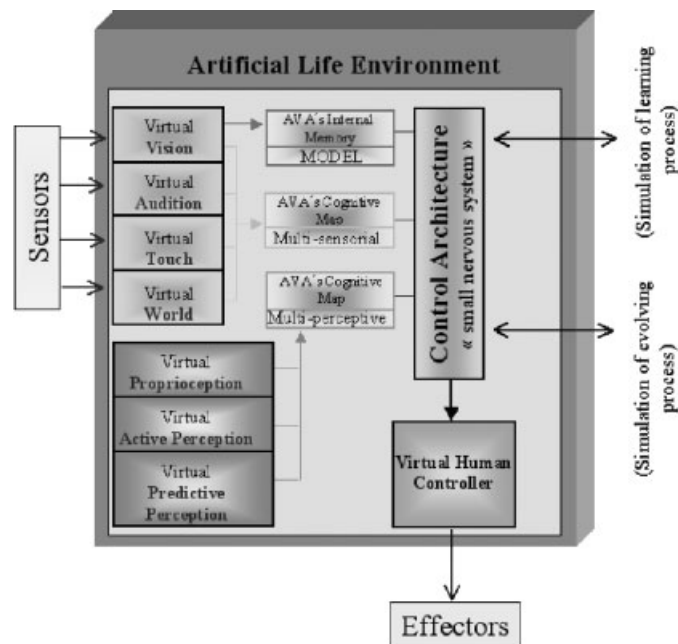 Artificial Life Environment
Sensors
Virtual
Vision
Virtual
Audition
Virtual
Touch
Virtual
World
Virtual
Proprioception
Virtual
Active Perception
Virtual
Predictive
Perception
AVA's Internal
Memory
MODEL
AVA's Cognitive
Map
Multi-sensorial
AVA's Cognitive
Map
Multi-perceptive
Control Architecture
« small nervous system »
Virtual Human
Controller
Effectors
(Simulation of learning
process)
(Simulation of evolving
process)